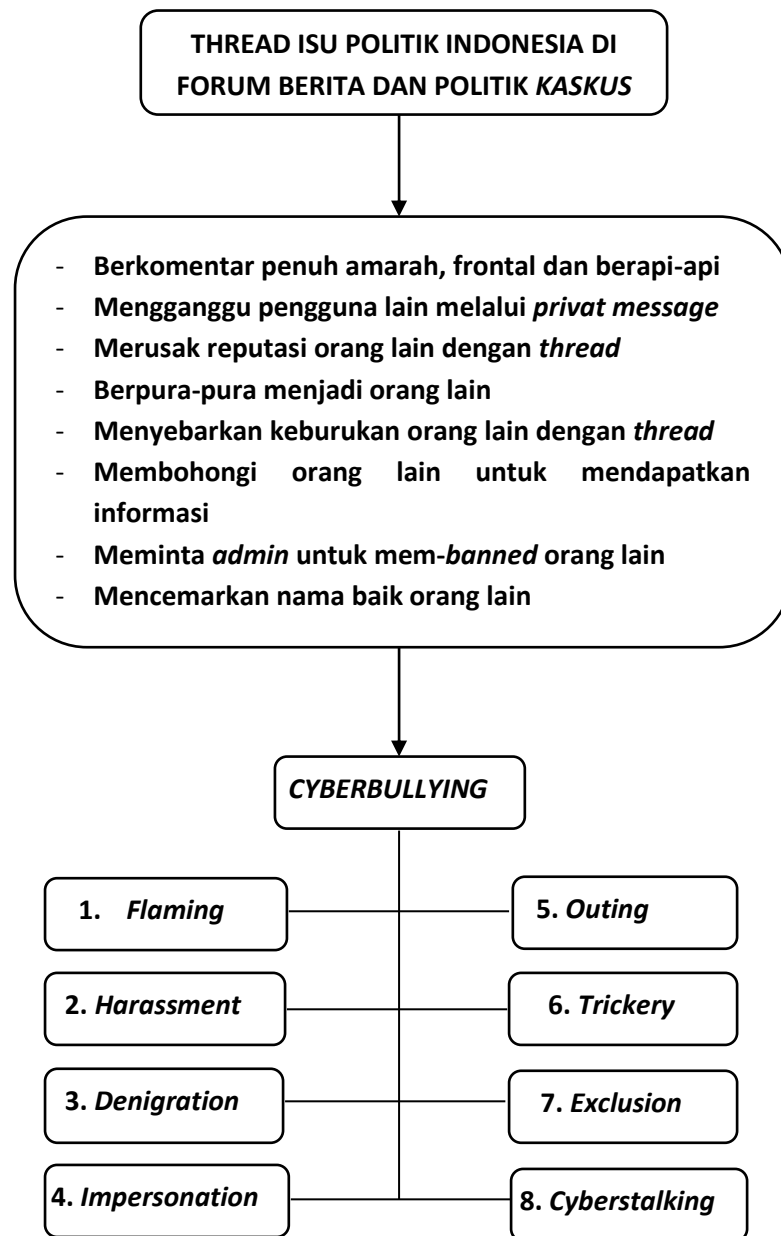 THREAD ISU POLITIK INDONESIA DI
FORUM BERITA DAN POLITIK KASKUS
- Berkomentar penuh amarah, frontal dan berapi-api
- Mengganggu pengguna lain melalui privat message
- Merusak reputasi orang lain dengan thread
- Berpura-pura menjadi orang lain
- Menyebarkan keburukan orang lain dengan thread
- Membohongi orang lain untuk mendapatkan
informasi
- Meminta admin untuk mem-banned orang lain
- Mencemarkan nama baik orang lain
CYBERBULLYING
1. Flaming
2. Harassment
3. Denigration
4. Impersonation
5. Outing
6. Trickery
7. Exclusion
8. Cyberstalking